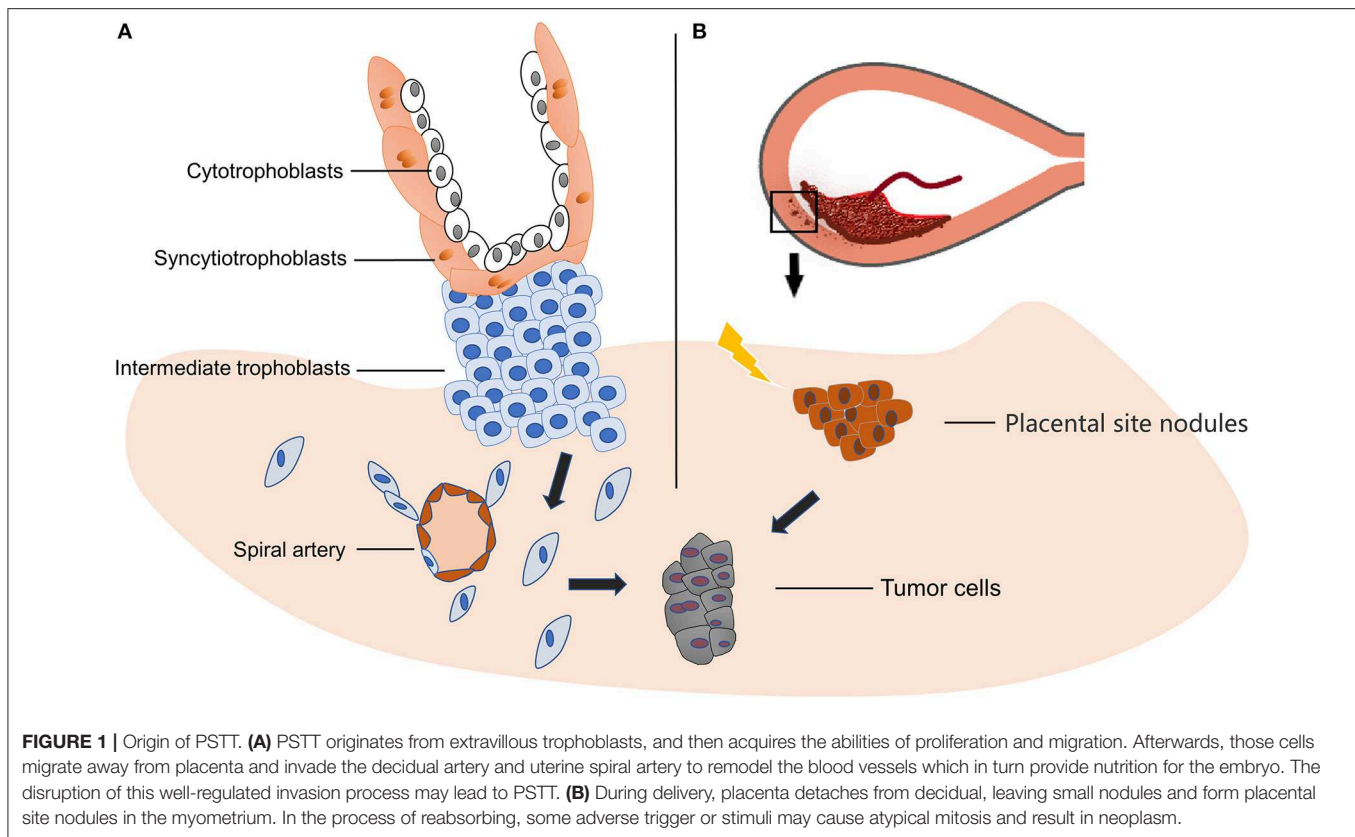 A
B
Cytotrophoblasts
Syncytiotrophoblasts
Intermediate trophoblasts
Placental site nodules
Spiral artery
Tumor cells
FIGURE 1 | Origin of PSTT. (A) PSTT originates from extravillous trophoblasts, and then acquires the abilities of proliferation and migration. Afterwards, those cells
migrate away from placenta and invade the decidual artery and uterine spiral artery to remodel the blood vessels which in turn provide nutrition for the embryo. The
disruption of this well-regulated invasion process may lead to PSTT. (B) During delivery, placenta detaches from decidual, leaving small nodules and form placental
site nodules in the myometrium. In the process of reabsorbing, some adverse trigger or stimuli may cause atypical mitosis and result in neoplasm.